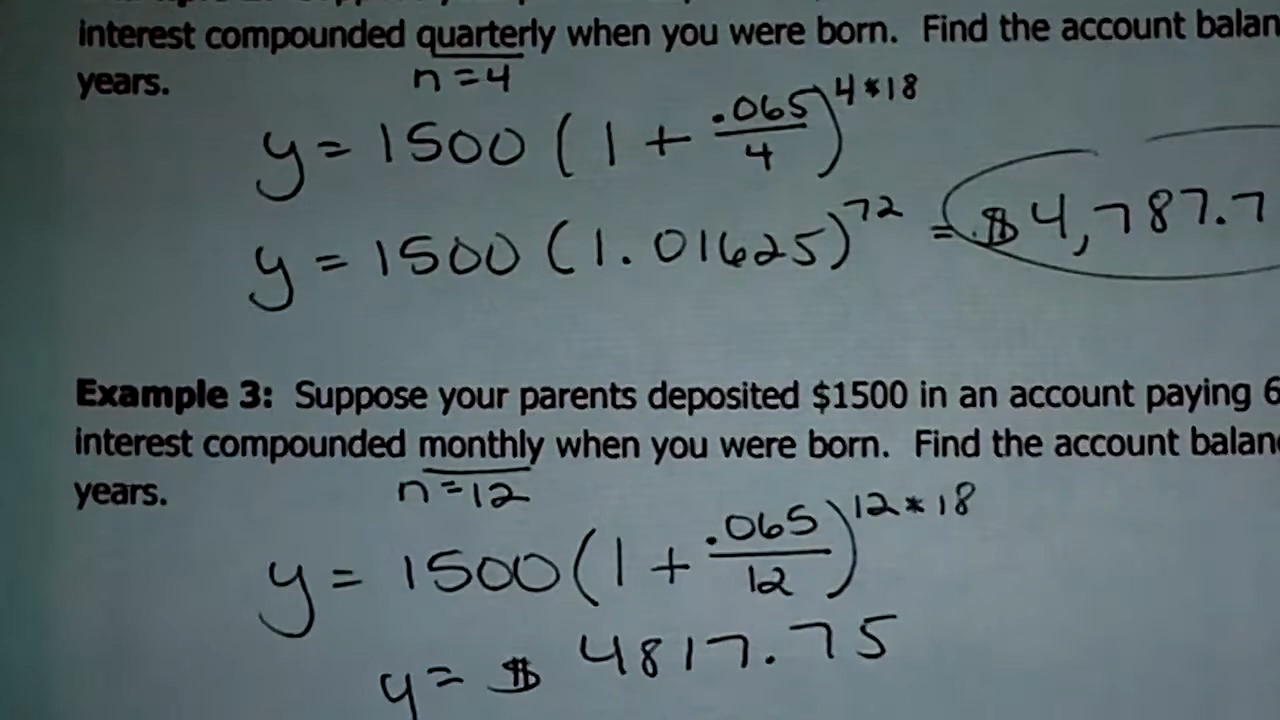 interest compounded quarterly when you were born. Find the account balan
years.
n=4
y = 1500 (1 + .065/4)^4*18
y = 1500 (1.01625)^72 = $4,787.7
Example 3: Suppose your parents deposited $1500 in an account paying 6
interest compounded monthly when you were born. Find the account balan
years.
n=12
y = 1500(1 + .065/12)^12*18
y = $ 4817.75